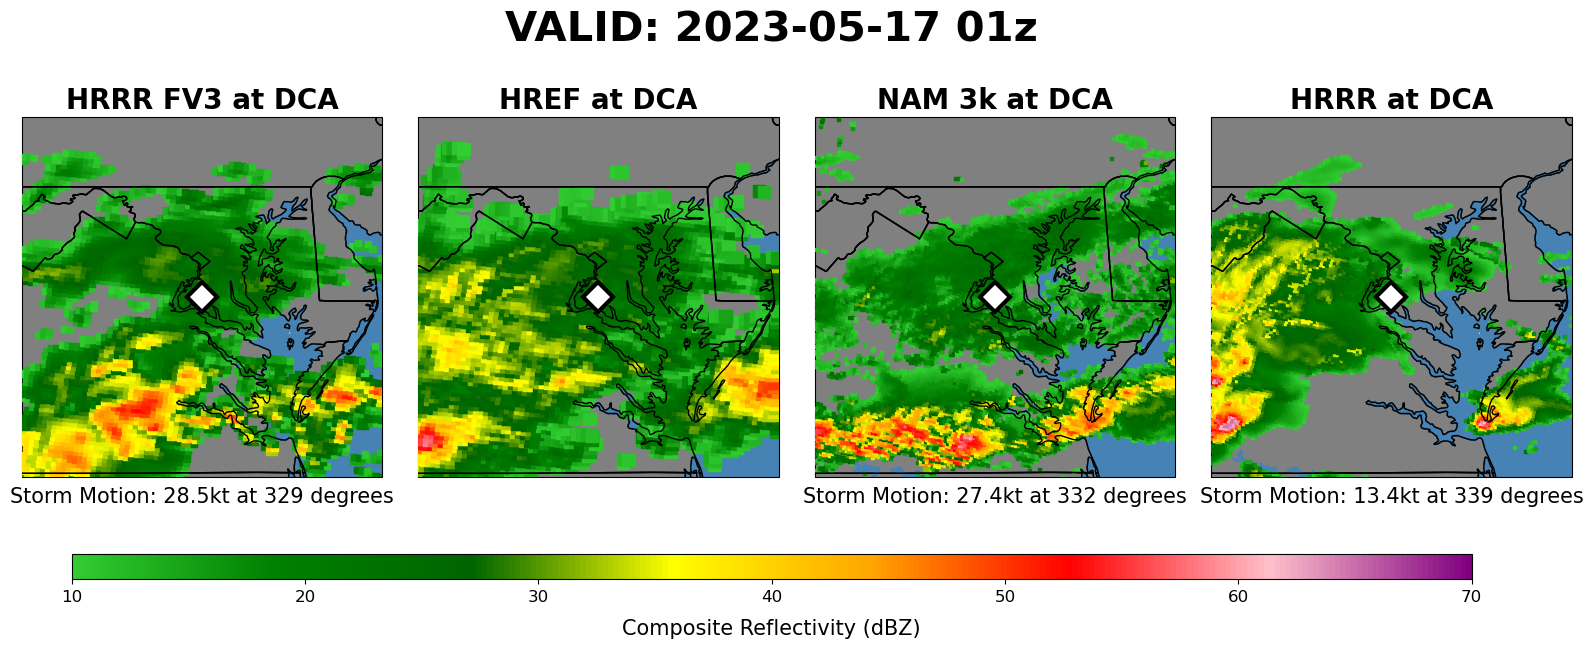 VALID: 2023-05-17 01z
HRRR FV3 at DCA
HREF at DCA
NAM 3k at DCA
HRRR at DCA
Storm Motion: 28.5kt at 329 degrees
Storm Motion: 27.4kt at 332 degrees
Storm Motion: 13.4kt at 339 degrees
10 20 30 40 50 60 70
Composite Reflectivity (dBZ)